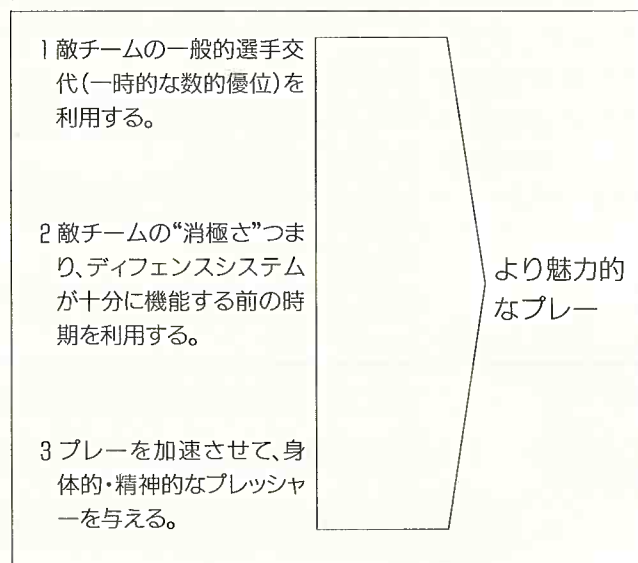 1 敵チームの一般的選手交
代(一時的な数的優位)を
利用する。
2 敵チームの“消極さ”つま
り、ディフェンスシステム
が十分に機能する前の時
期を利用する。
より魅力的
なプレー
3 プレーを加速させて、身
体的・精神的なプレッシャ
ーを与える。